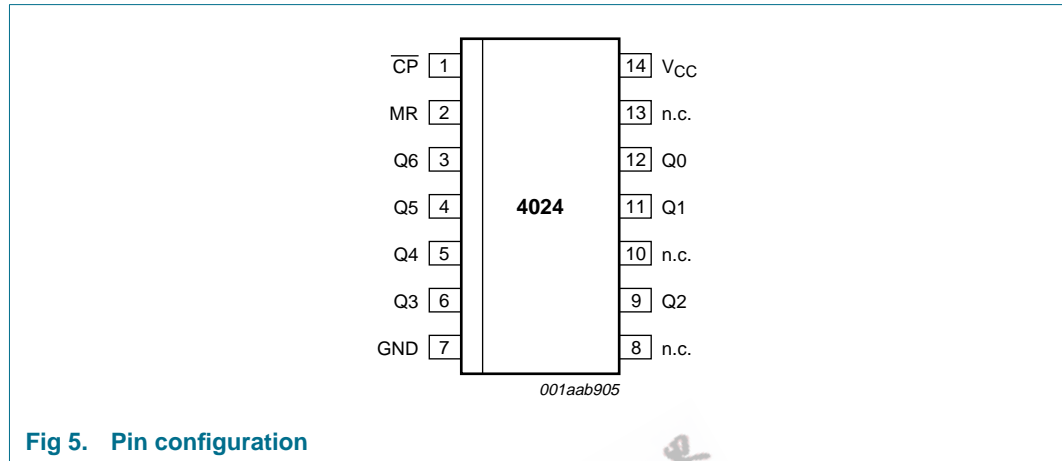 C̅P̅ 1 14 VCC
MR 2 13 n.c.
Q6 3 12 Q0
Q5 4 4024 11 Q1
Q4 5 10 n.c.
Q3 6 9 Q2
GND 7 8 n.c.
001aab905
Fig 5. Pin configuration